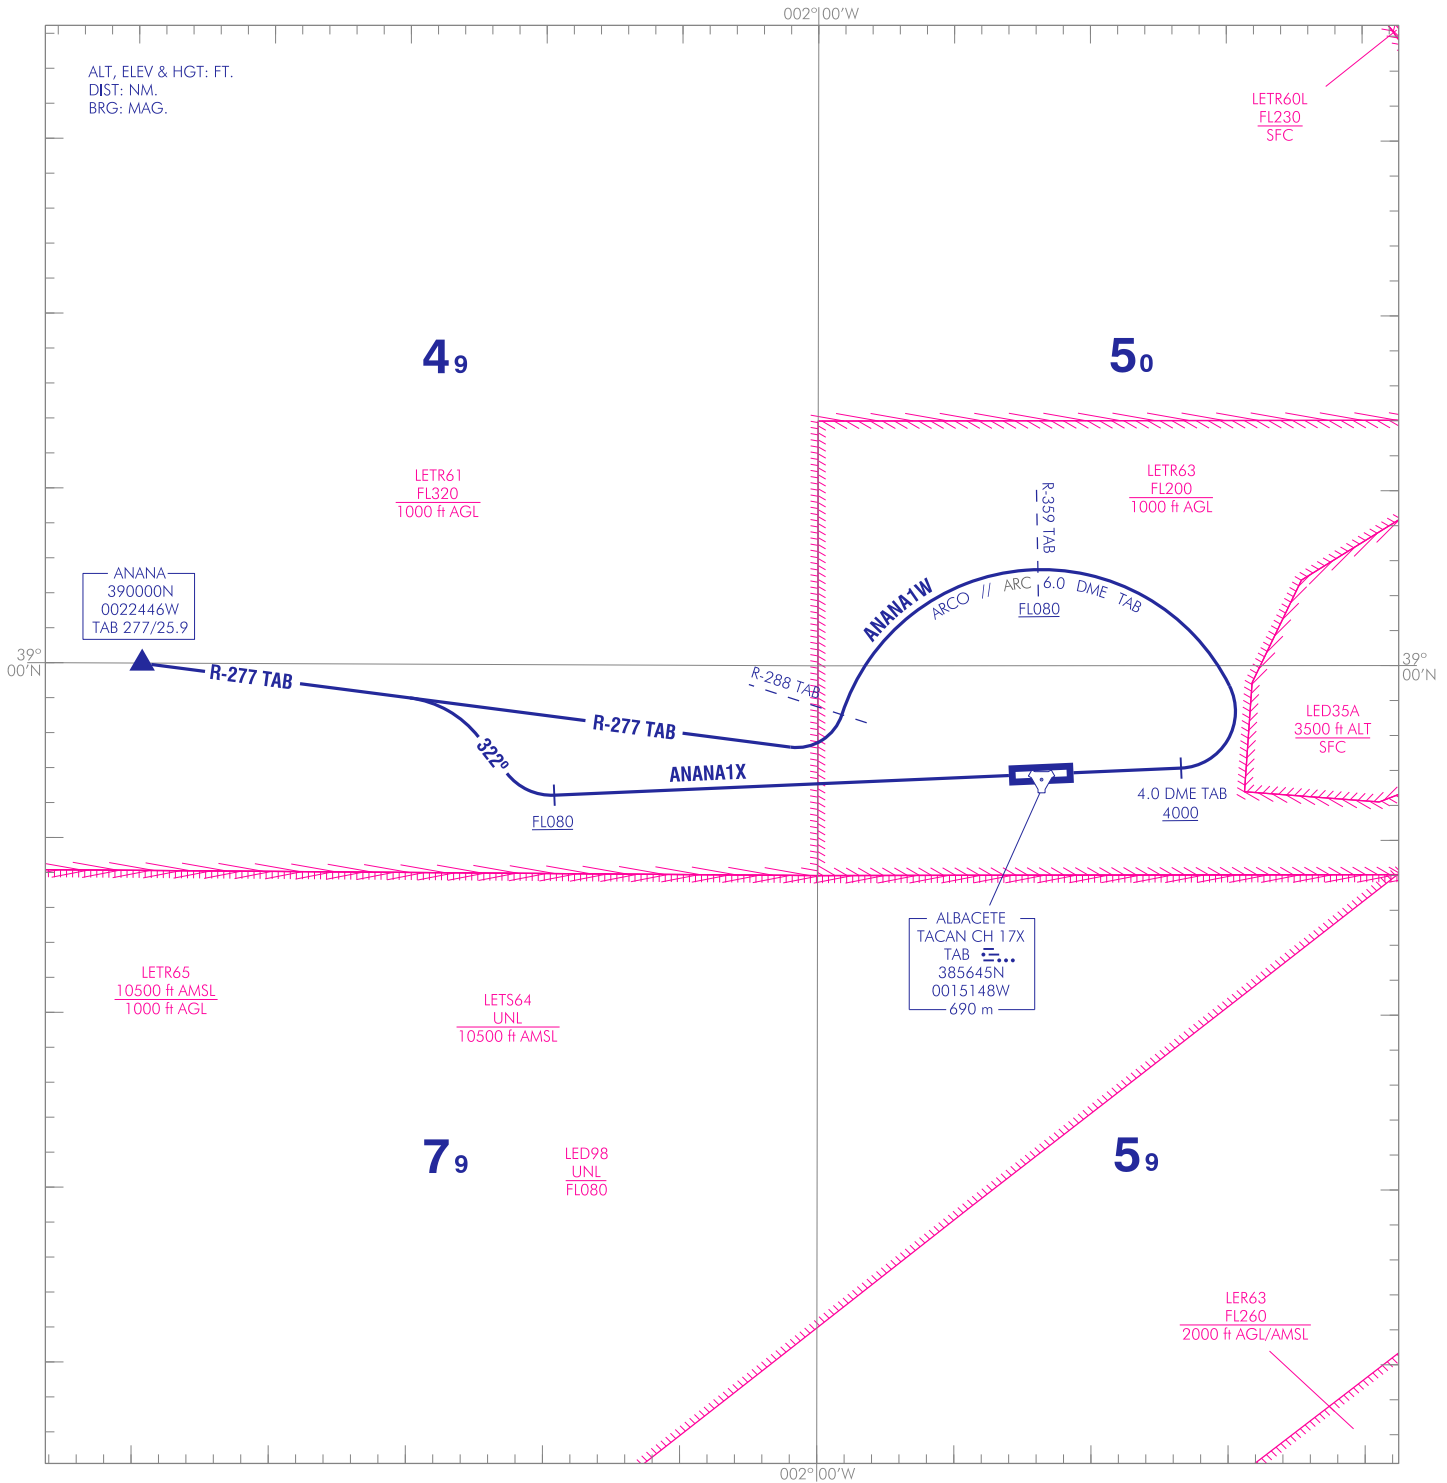 002°00'W
ALT, ELEV & HGT: FT.
DIST: NM.
BRG: MAG.
LETR60L
FL230
SFC
49
50
LETR61
FL320
1000 ft AGL
LETR63
FL200
1000 ft AGL
R-359 TAB
ANANA
390000N
0022446W
TAB 277/25.9
ANANA1W
ARCO // ARC 6.0 DME TAB
FL080
39°
00'N
39°
00'N
R-277 TAB
R-288 TAB
R-277 TAB
322º
ANANA1X
LED35A
3500 ft ALT
SFC
FL080
4.0 DME TAB
4000
ALBACETE
TACAN CH 17X
TAB
385645N
0015148W
690 m
LETR65
10500 ft AMSL
1000 ft AGL
LETS64
UNL
10500 ft AMSL
79
LED98
UNL
FL080
59
LER63
FL260
2000 ft AGL/AMSL
002°00'W